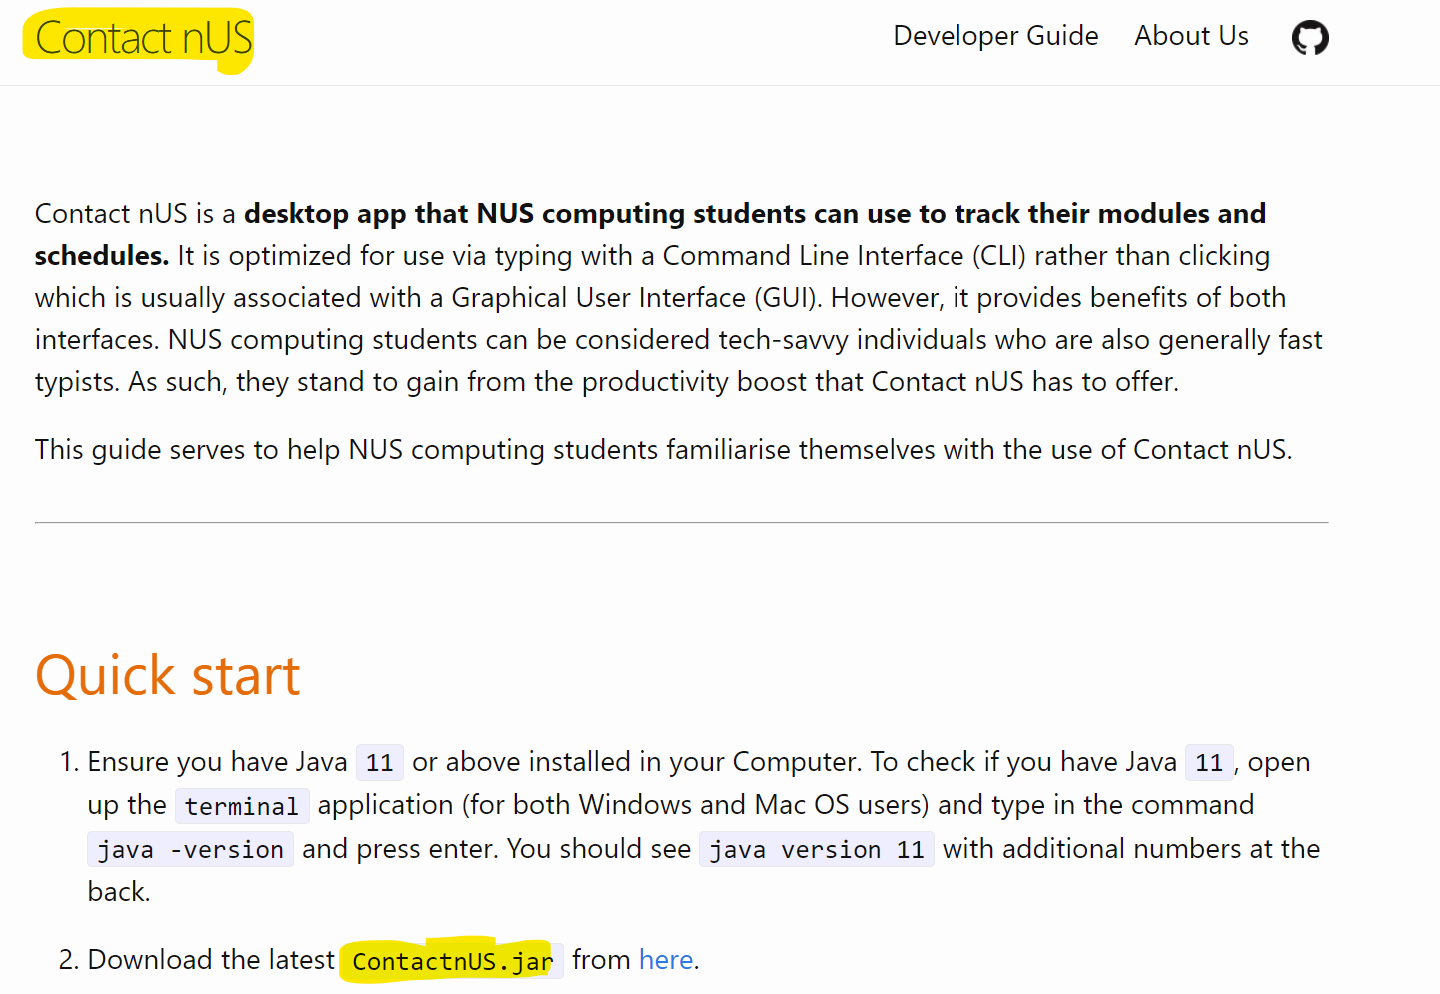 Contact nUS
Developer Guide About Us
Contact nUS is a desktop app that NUS computing students can use to track their modules and
schedules. It is optimized for use via typing with a Command Line Interface (CLI) rather than clicking
which is usually associated with a Graphical User Interface (GUI). However, it provides benefits of both
interfaces. NUS computing students can be considered tech-savvy individuals who are also generally fast
typists. As such, they stand to gain from the productivity boost that Contact nUS has to offer.
This guide serves to help NUS computing students familiarise themselves with the use of Contact nUS.
Quick start
1. Ensure you have Java 11 or above installed in your Computer. To check if you have Java 11, open
up the terminal application (for both Windows and Mac OS users) and type in the command
java -version and press enter. You should see java version 11 with additional numbers at the
back.
2. Download the latest ContactnUS.jar from here.